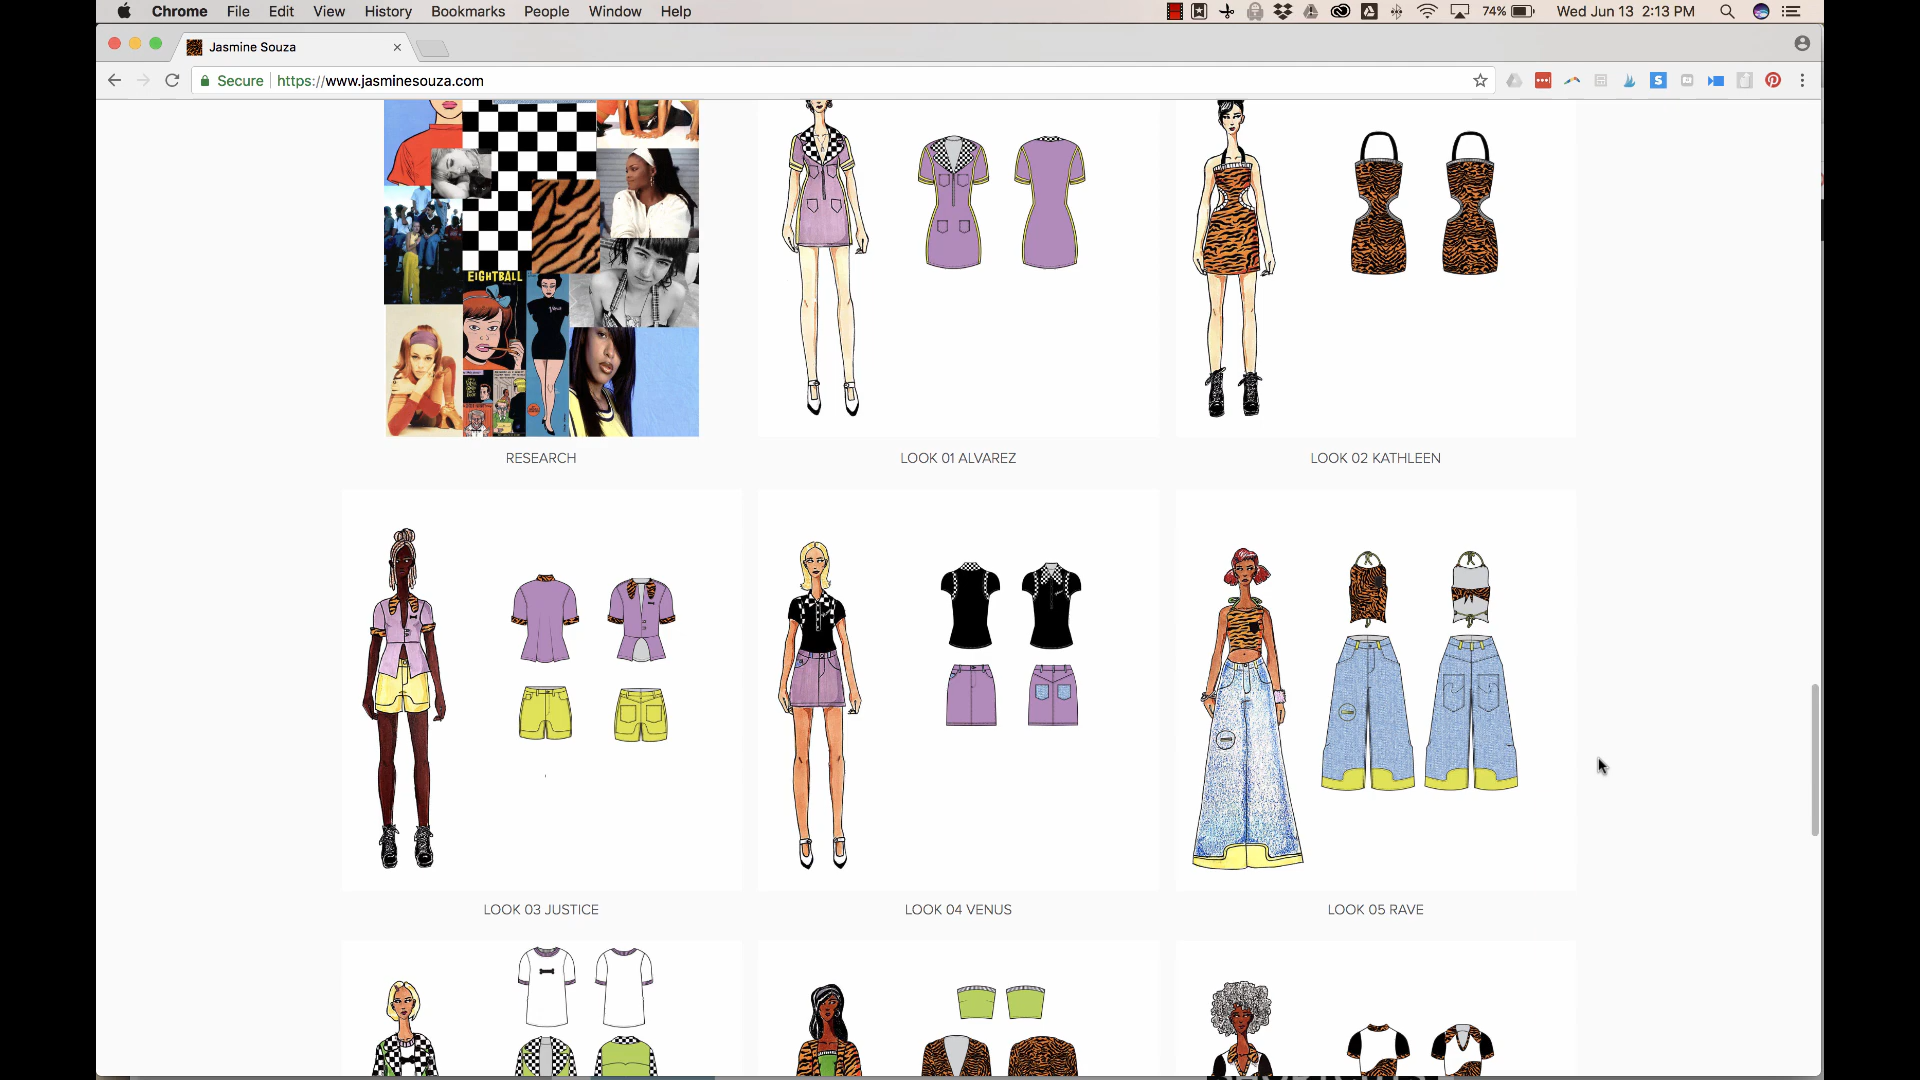 Chrome File Edit View History Bookmarks People Window Help
74% Wed Jun 13 2:13 PM
Jasmine Souza
Secure https://www.jasminesouza.com
EIGHTBALL
RESEARCH
LOOK 01 ALVAREZ
LOOK 02 KATHLEEN
LOOK 03 JUSTICE
LOOK 04 VENUS
LOOK 05 RAVE